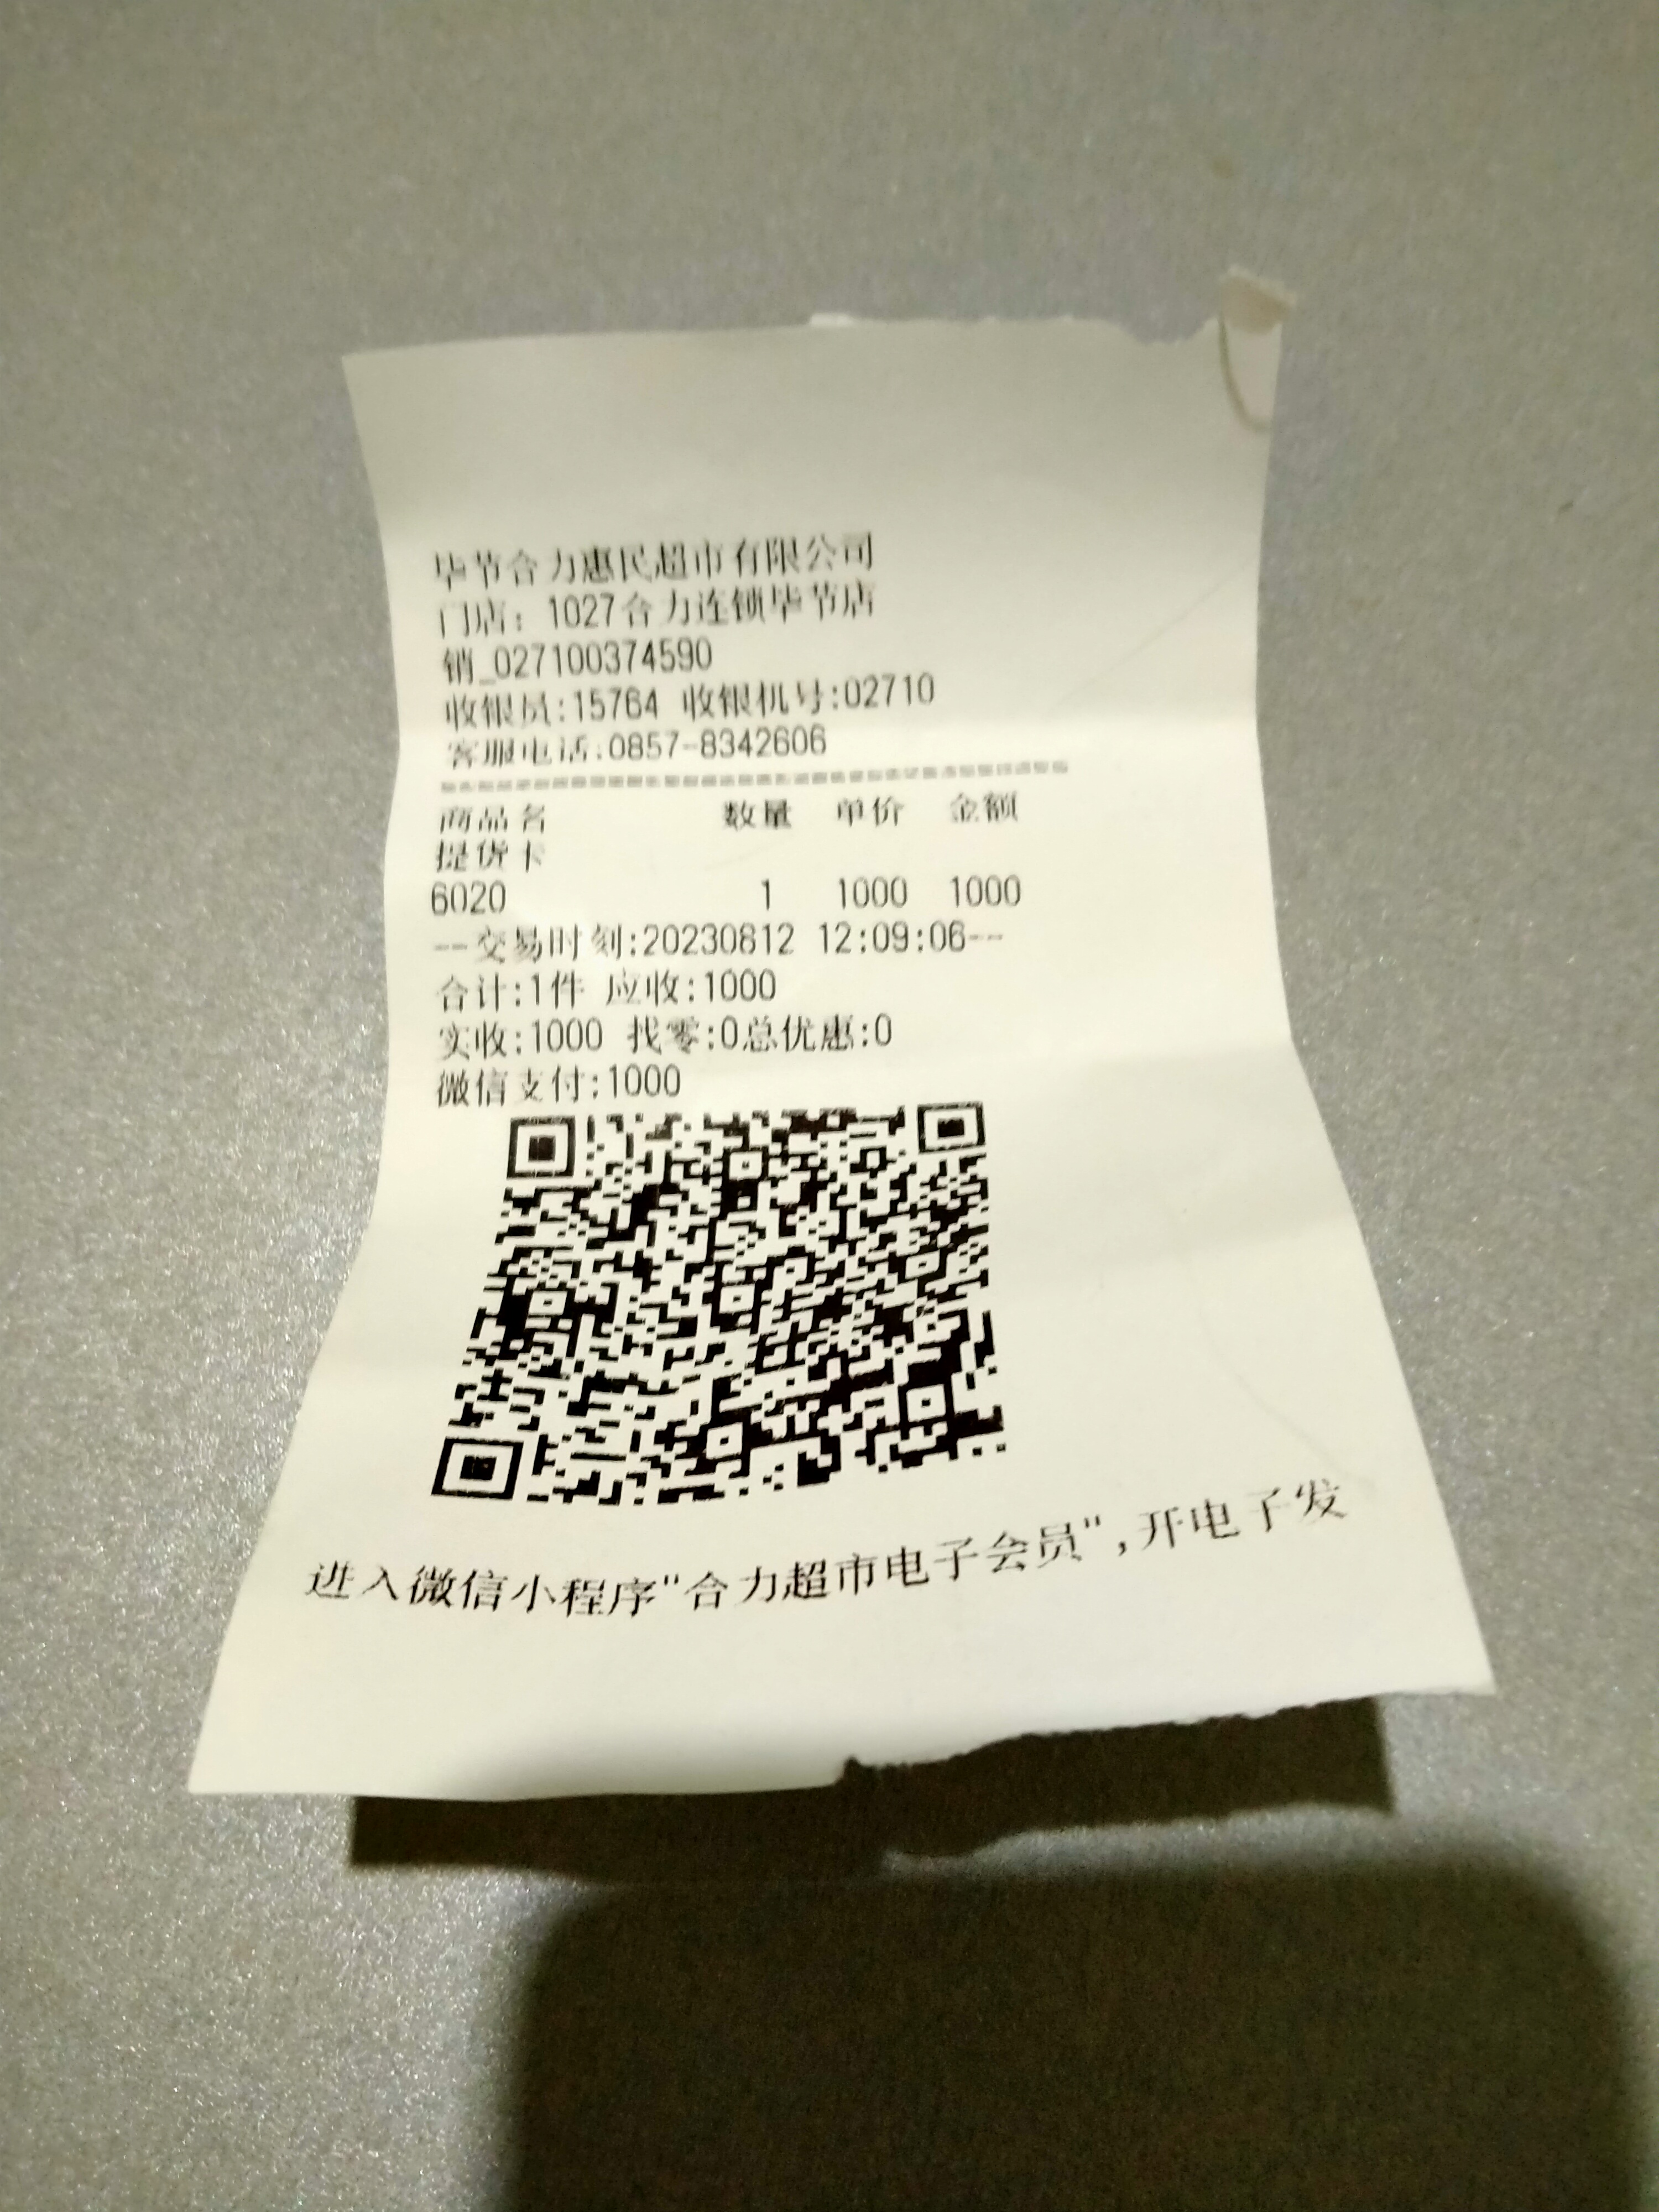 毕节合力惠民超市有限公司
门店：1027合力连锁毕节店
销_027100374590
收银员:15764 收银机号:02710
客服电话:0857-8342606
================================
商品名 数量 单价 金额
提货卡
6020 1 1000 1000
--交易时刻:20230812 12:09:06--
合计:1件 应收:1000
实收:1000 找零:0总优惠:0
微信支付:1000
进入微信小程序"合力超市电子会员",开电子发